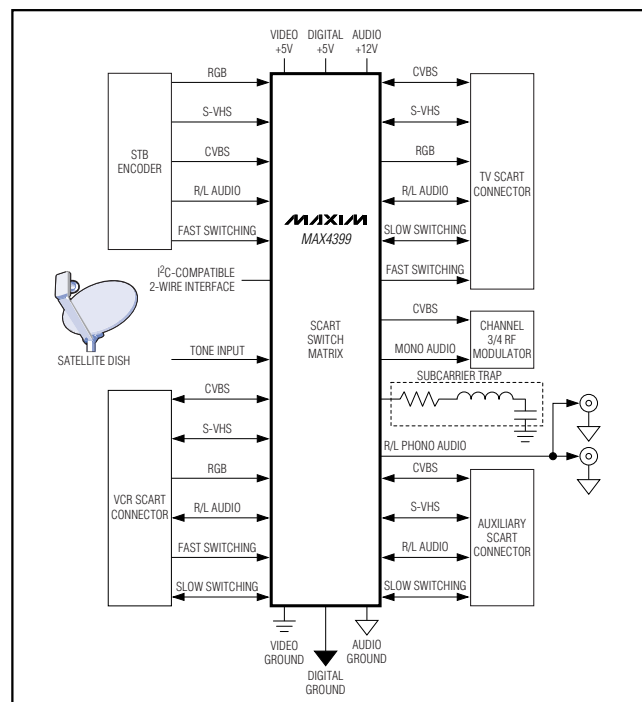 VIDEO
+5V
DIGITAL
+5V
AUDIO
+12V
STB
ENCODER
RGB
S-VHS
CVBS
R/L AUDIO
FAST SWITCHING
I²C-COMPATIBLE
2-WIRE INTERFACE
SATELLITE DISH
TONE INPUT
VCR SCART
CONNECTOR
CVBS
S-VHS
RGB
R/L AUDIO
FAST SWITCHING
SLOW SWITCHING
MAXIM
MAX4399
SCART
SWITCH
MATRIX
CVBS
S-VHS
RGB
R/L AUDIO
SLOW SWITCHING
FAST SWITCHING
TV SCART
CONNECTOR
CVBS
MONO AUDIO
CHANNEL
3/4 RF
MODULATOR
SUBCARRIER TRAP
R/L PHONO AUDIO
CVBS
S-VHS
R/L AUDIO
SLOW SWITCHING
AUXILIARY
SCART
CONNECTOR
VIDEO
GROUND
DIGITAL
GROUND
AUDIO
GROUND